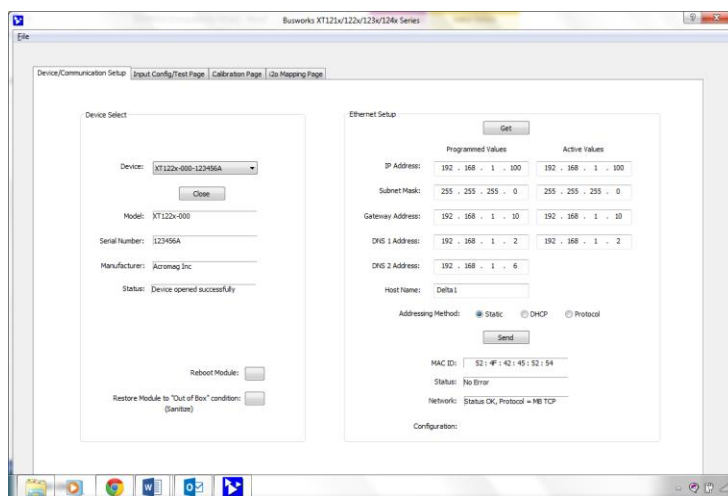 Busworks XT121x/122x/123x/124x Series
File
Device/Communication Setup Input Config/Test Page Calibration Page i2o Mapping Page
Device Select
Device: XT122x-000-123456A
Close
Model: XT122x-000
Serial Number: 123456A
Manufacturer: Acromag Inc
Status: Device opened successfully
Reboot Module:
Restore Module to "Out of Box" condition:
(Sanitize)
Ethernet Setup
Get
Programmed Values Active Values
IP Address: 192 . 168 . 1 . 100 192 . 168 . 1 . 100
Subnet Mask: 255 . 255 . 255 . 0 255 . 255 . 255 . 0
Gateway Address: 192 . 168 . 1 . 10 192 . 168 . 1 . 10
DNS 1 Address: 192 . 168 . 1 . 2 192 . 168 . 1 . 2
DNS 2 Address: 192 . 168 . 1 . 6
Host Name: Delta1
Addressing Method: Static DHCP Protocol
Send
MAC ID: 52 : 4F : 42 : 45 : 52 : 54
Status: No Error
Network: Status OK, Protocol = MB TCP
Configuration: